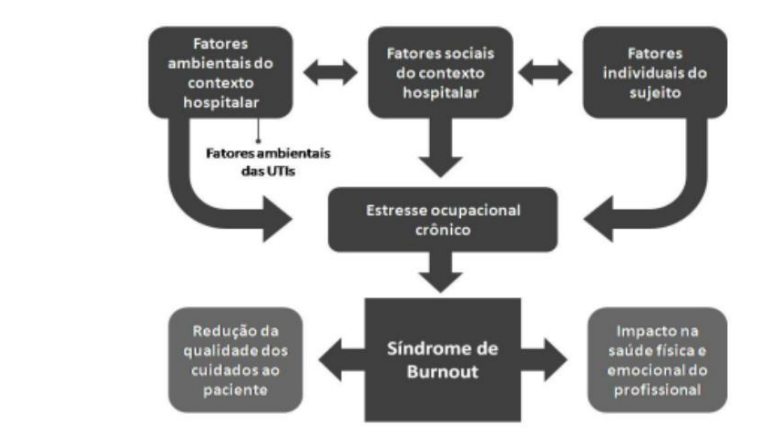 Fatores
ambientais do
contexto
hospitalar
Fatores sociais
do contexto
hospitalar
Fatores
individuais do
sujeito
Fatores ambientais
das UTIs
Estresse ocupacional
crônico
Redução da
qualidade dos
cuidados ao
paciente
Síndrome de
Burnout
Impacto na
saúde física e
emocional do
profissional